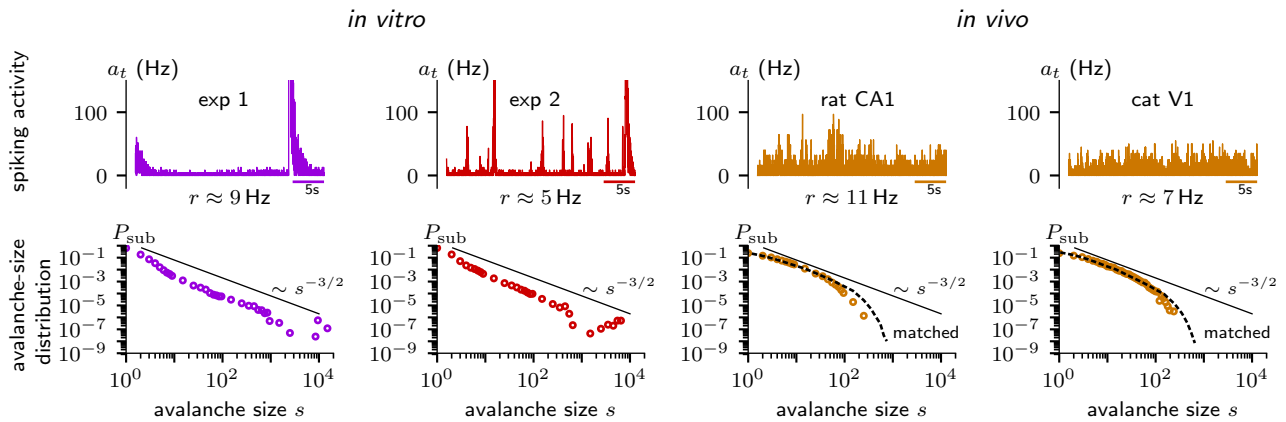 in vitro
in vivo
spiking activity
a_t (Hz)
100
0
exp 1
5s
r ≈ 9 Hz
a_t (Hz)
100
0
exp 2
5s
r ≈ 5 Hz
a_t (Hz)
100
0
rat CA1
5s
r ≈ 11 Hz
a_t (Hz)
100
0
cat V1
5s
r ≈ 7 Hz
avalanche-size
distribution
P_sub
10^−1
10^−3
10^−5
10^−7
10^−9
∼ s^−3/2
10^0 10^2 10^4
avalanche size s
P_sub
10^−1
10^−3
10^−5
10^−7
10^−9
∼ s^−3/2
10^0 10^2 10^4
avalanche size s
P_sub
10^−1
10^−3
10^−5
10^−7
10^−9
∼ s^−3/2
matched
10^0 10^2 10^4
avalanche size s
P_sub
10^−1
10^−3
10^−5
10^−7
10^−9
∼ s^−3/2
matched
10^0 10^2 10^4
avalanche size s